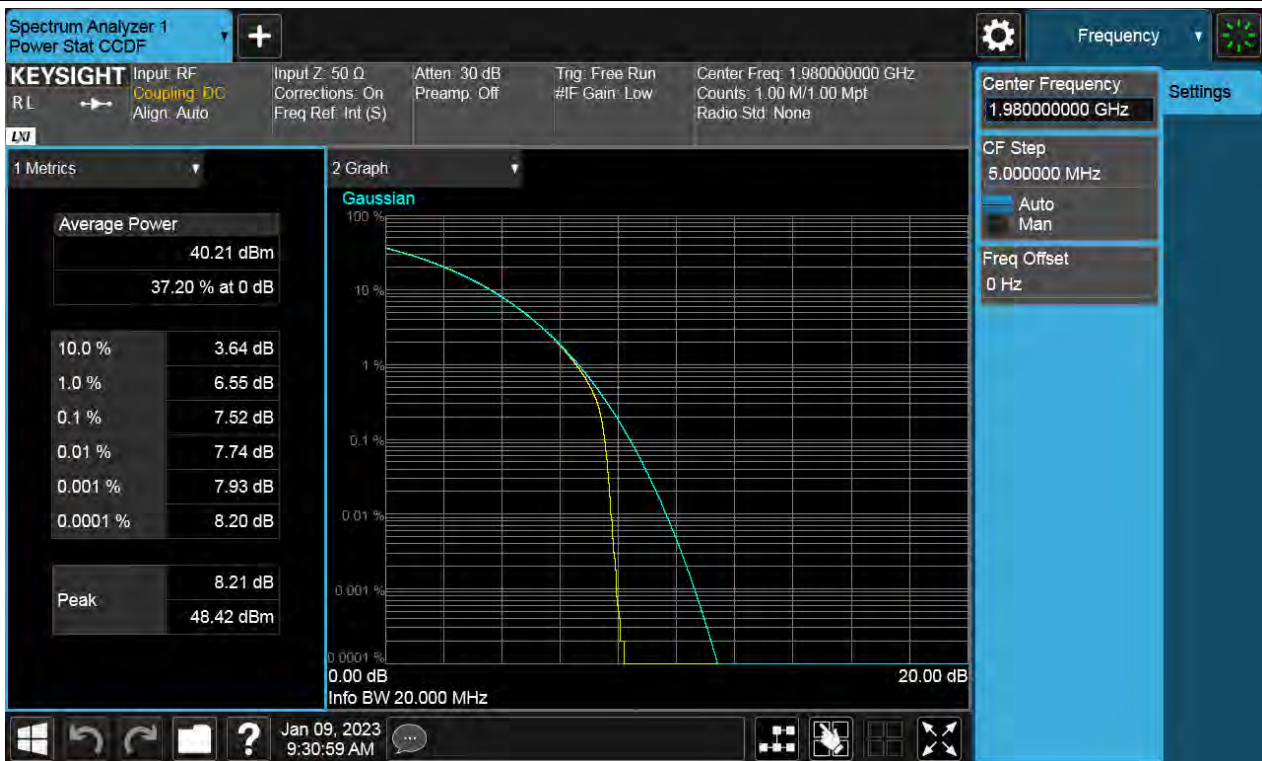 Spectrum Analyzer 1
Power Stat CCDF
Frequency
KEYSIGHT
R L
LXI
Input: RF
Coupling: DC
Align: Auto
Input Z: 50 Ω
Corrections: On
Freq Ref: Int (S)
Atten: 30 dB
Preamp: Off
Trig: Free Run
#IF Gain: Low
Center Freq: 1.980000000 GHz
Counts: 1.00 M/1.00 Mpt
Radio Std: None
Center Frequency
1.980000000 GHz
Settings
CF Step
5.000000 MHz
Auto
Man
Freq Offset
0 Hz
1 Metrics
Average Power
40.21 dBm
37.20 % at 0 dB
10.0 % 3.64 dB
1.0 % 6.55 dB
0.1 % 7.52 dB
0.01 % 7.74 dB
0.001 % 7.93 dB
0.0001 % 8.20 dB
Peak
8.21 dB
48.42 dBm
2 Graph
Gaussian
100 %
10 %
1 %
0.1 %
0.01 %
0.001 %
0.0001 %
0.00 dB 20.00 dB
Info BW 20.000 MHz
?
Jan 09, 2023
9:30:59 AM